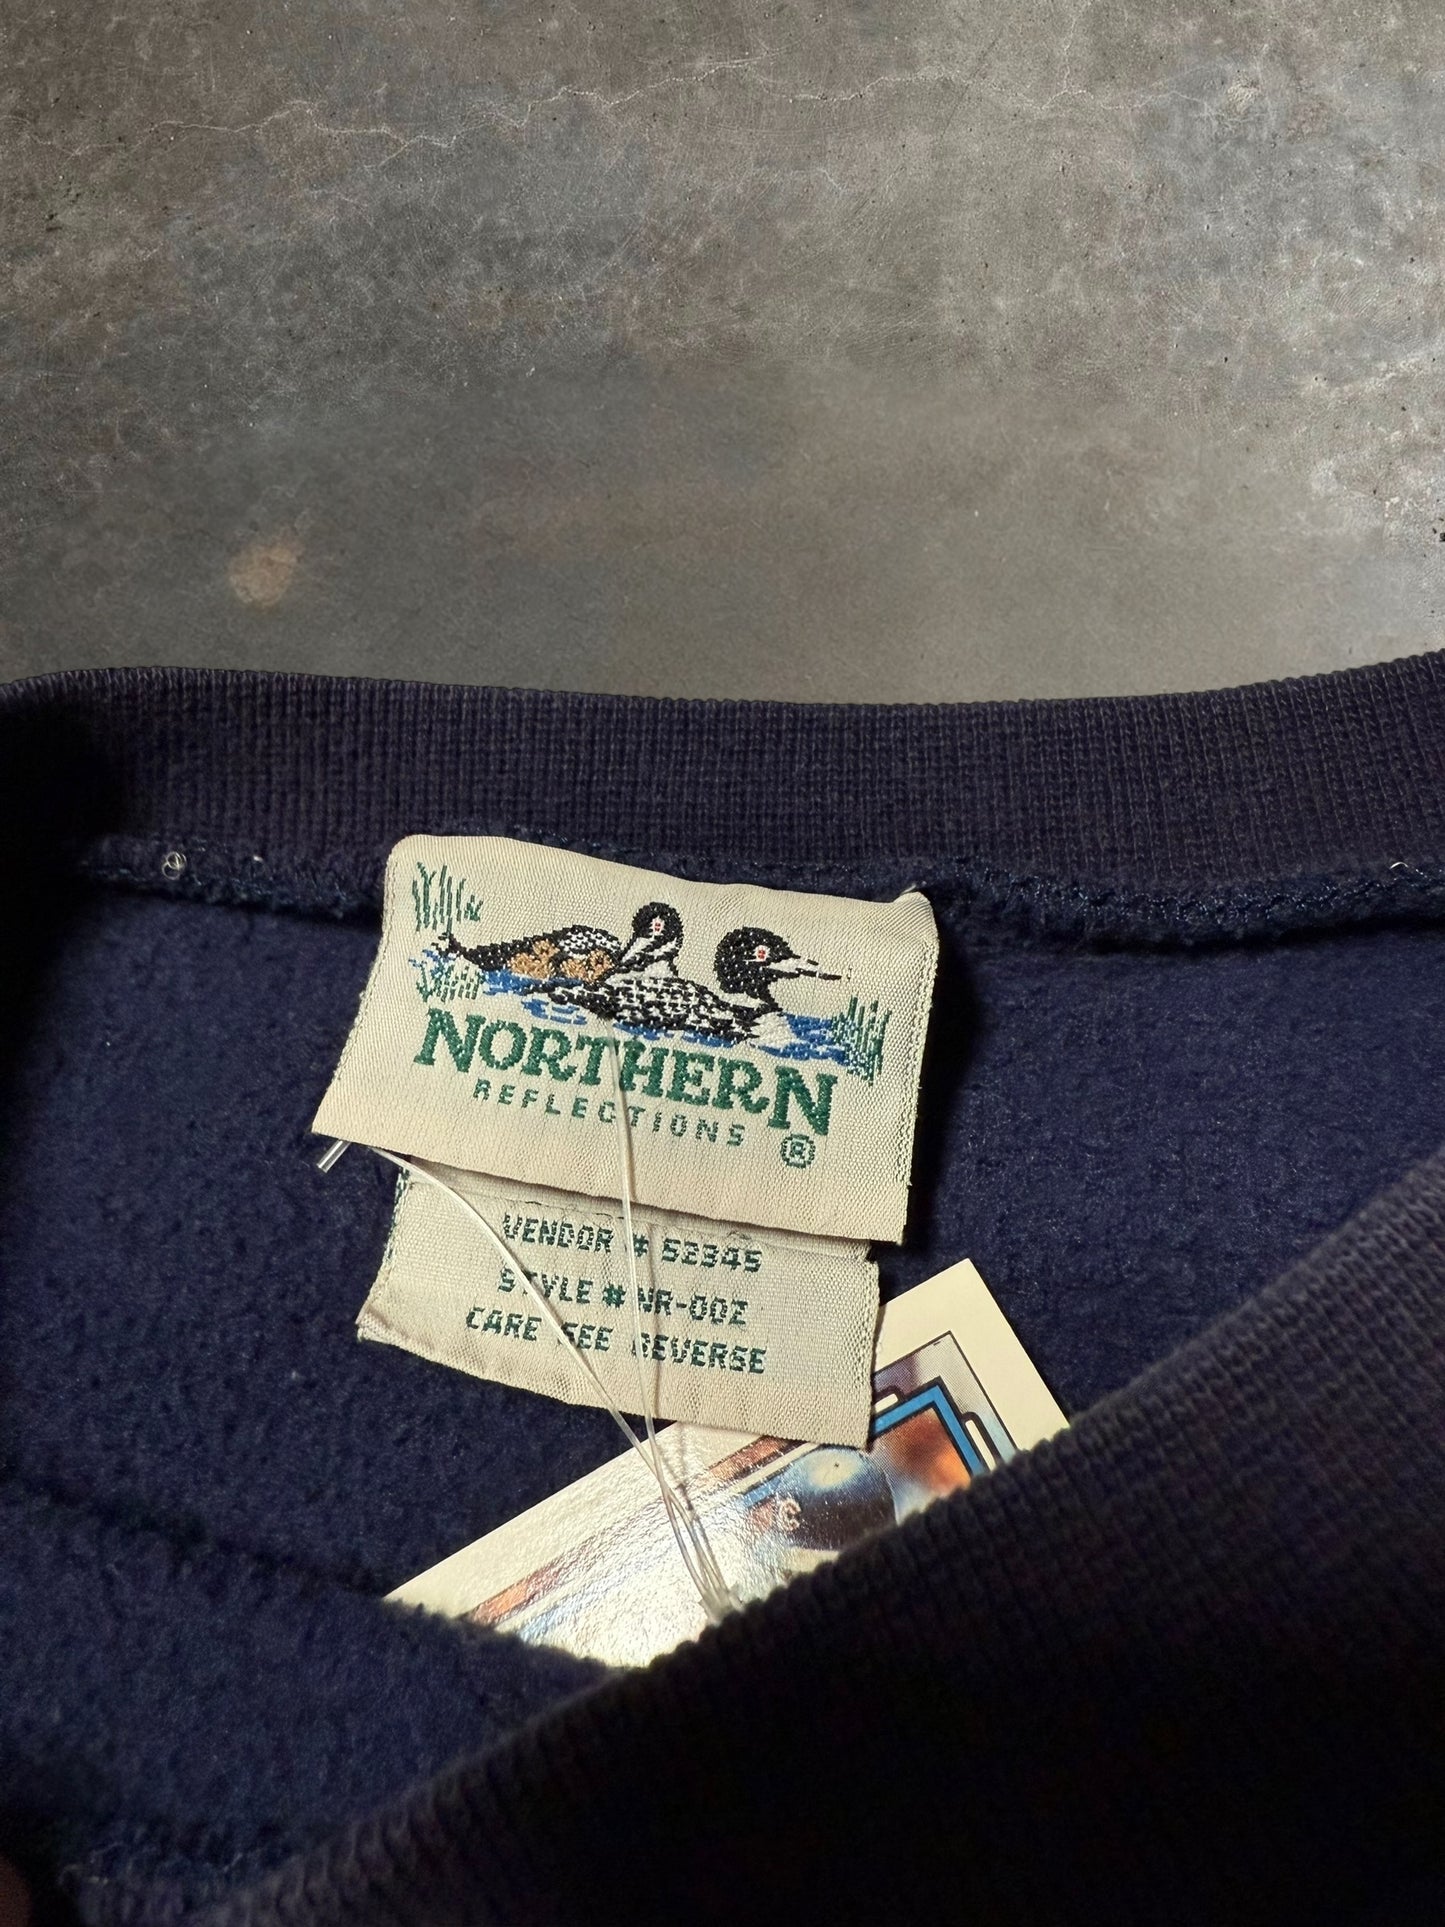 NORTHERN
REFLECTIONS ®
VENDOR # 52345
STYLE # NR-002
CARE SEE REVERSE